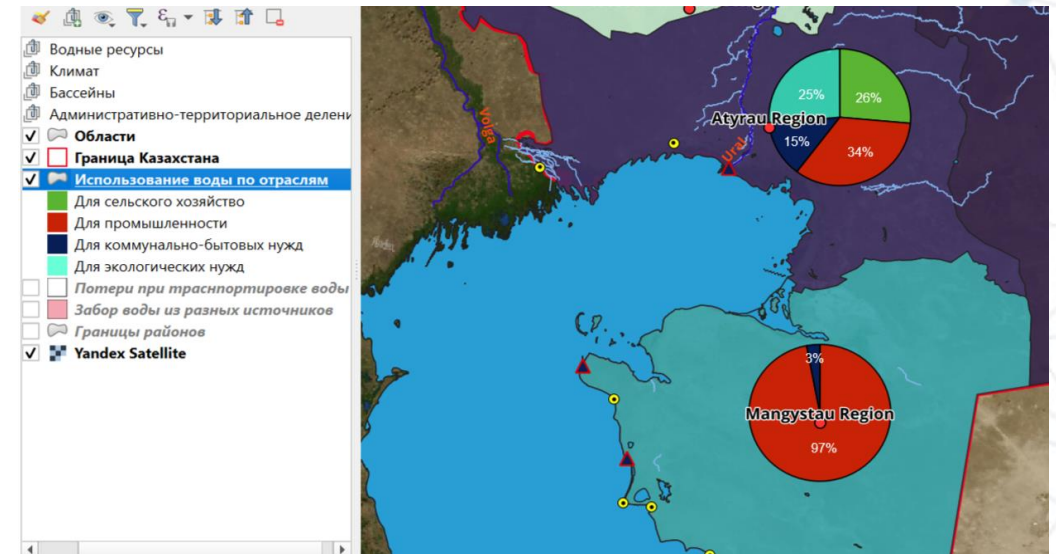 Водные ресурсы
Климат
Бассейны
Административно-территориальное делени
Области
Граница Казахстана
Использование воды по отраслям
Для сельского хозяйство
Для промышленности
Для коммунально-бытовых нужд
Для экологических нужд
Потери при траснпортировке воды
Забор воды из разных источников
Границы районов
Yandex Satellite
Volga
Ural
25%
26%
Atyrau Region
15%
34%
3%
Mangystau Region
97%